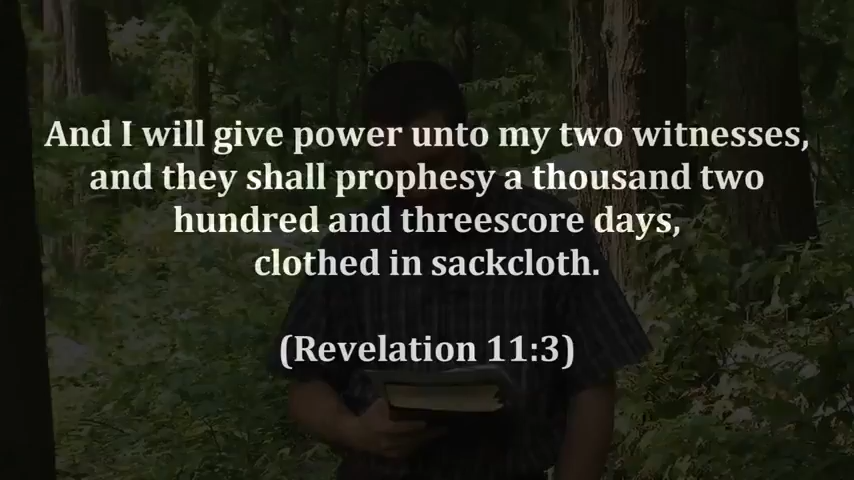 And I will give power unto my two witnesses,
and they shall prophesy a thousand two
hundred and threescore days,
clothed in sackcloth.
(Revelation 11:3)